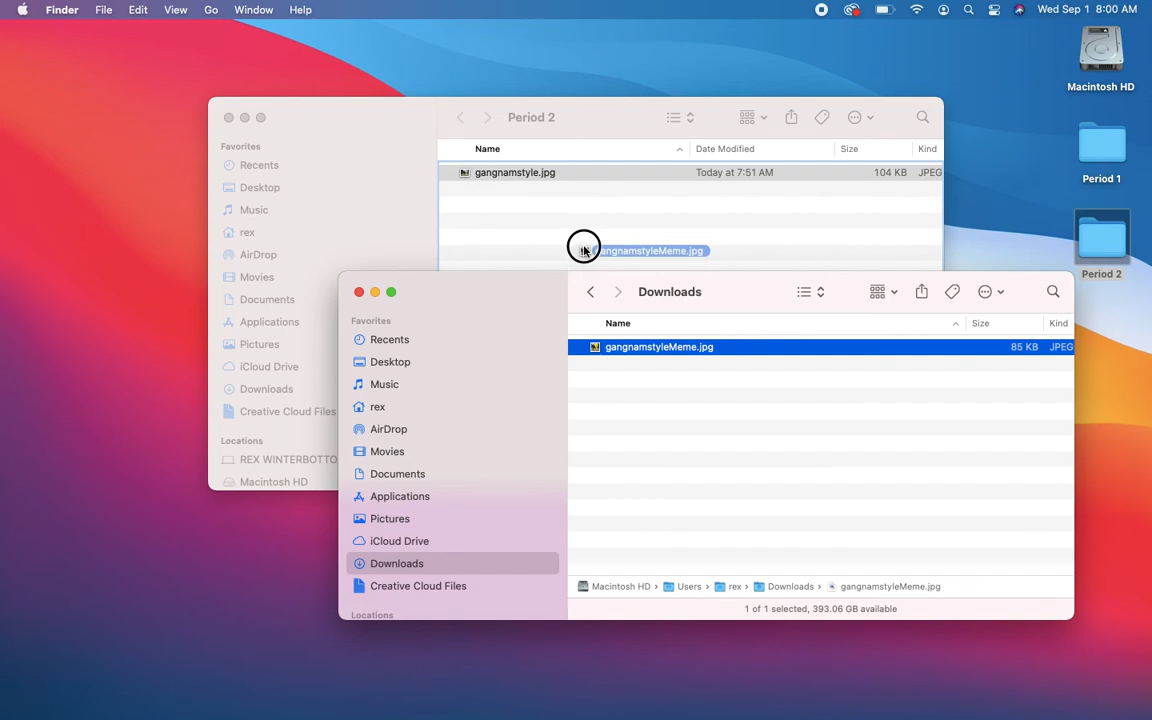 Finder File Edit View Go Window Help Wed Sep 1 8:00 AM
Macintosh HD
Period 1
Period 2
Period 2
Favorites
Recents
Desktop
Music
rex
AirDrop
Movies
Documents
Applications
Pictures
iCloud Drive
Downloads
Creative Cloud Files
Locations
REX WINTERBOTTO
Macintosh HD
Name Date Modified Size Kind
gangnamstyle.jpg Today at 7:51 AM 104 KB JPEG
angnamstyleMeme.jpg
Downloads
Favorites
Recents
Desktop
Music
rex
AirDrop
Movies
Documents
Applications
Pictures
iCloud Drive
Downloads
Creative Cloud Files
Locations
Name Size Kind
gangnamstyleMeme.jpg 85 KB JPEG
Macintosh HD › Users › rex › Downloads › gangnamstyleMeme.jpg
1 of 1 selected, 393.06 GB available